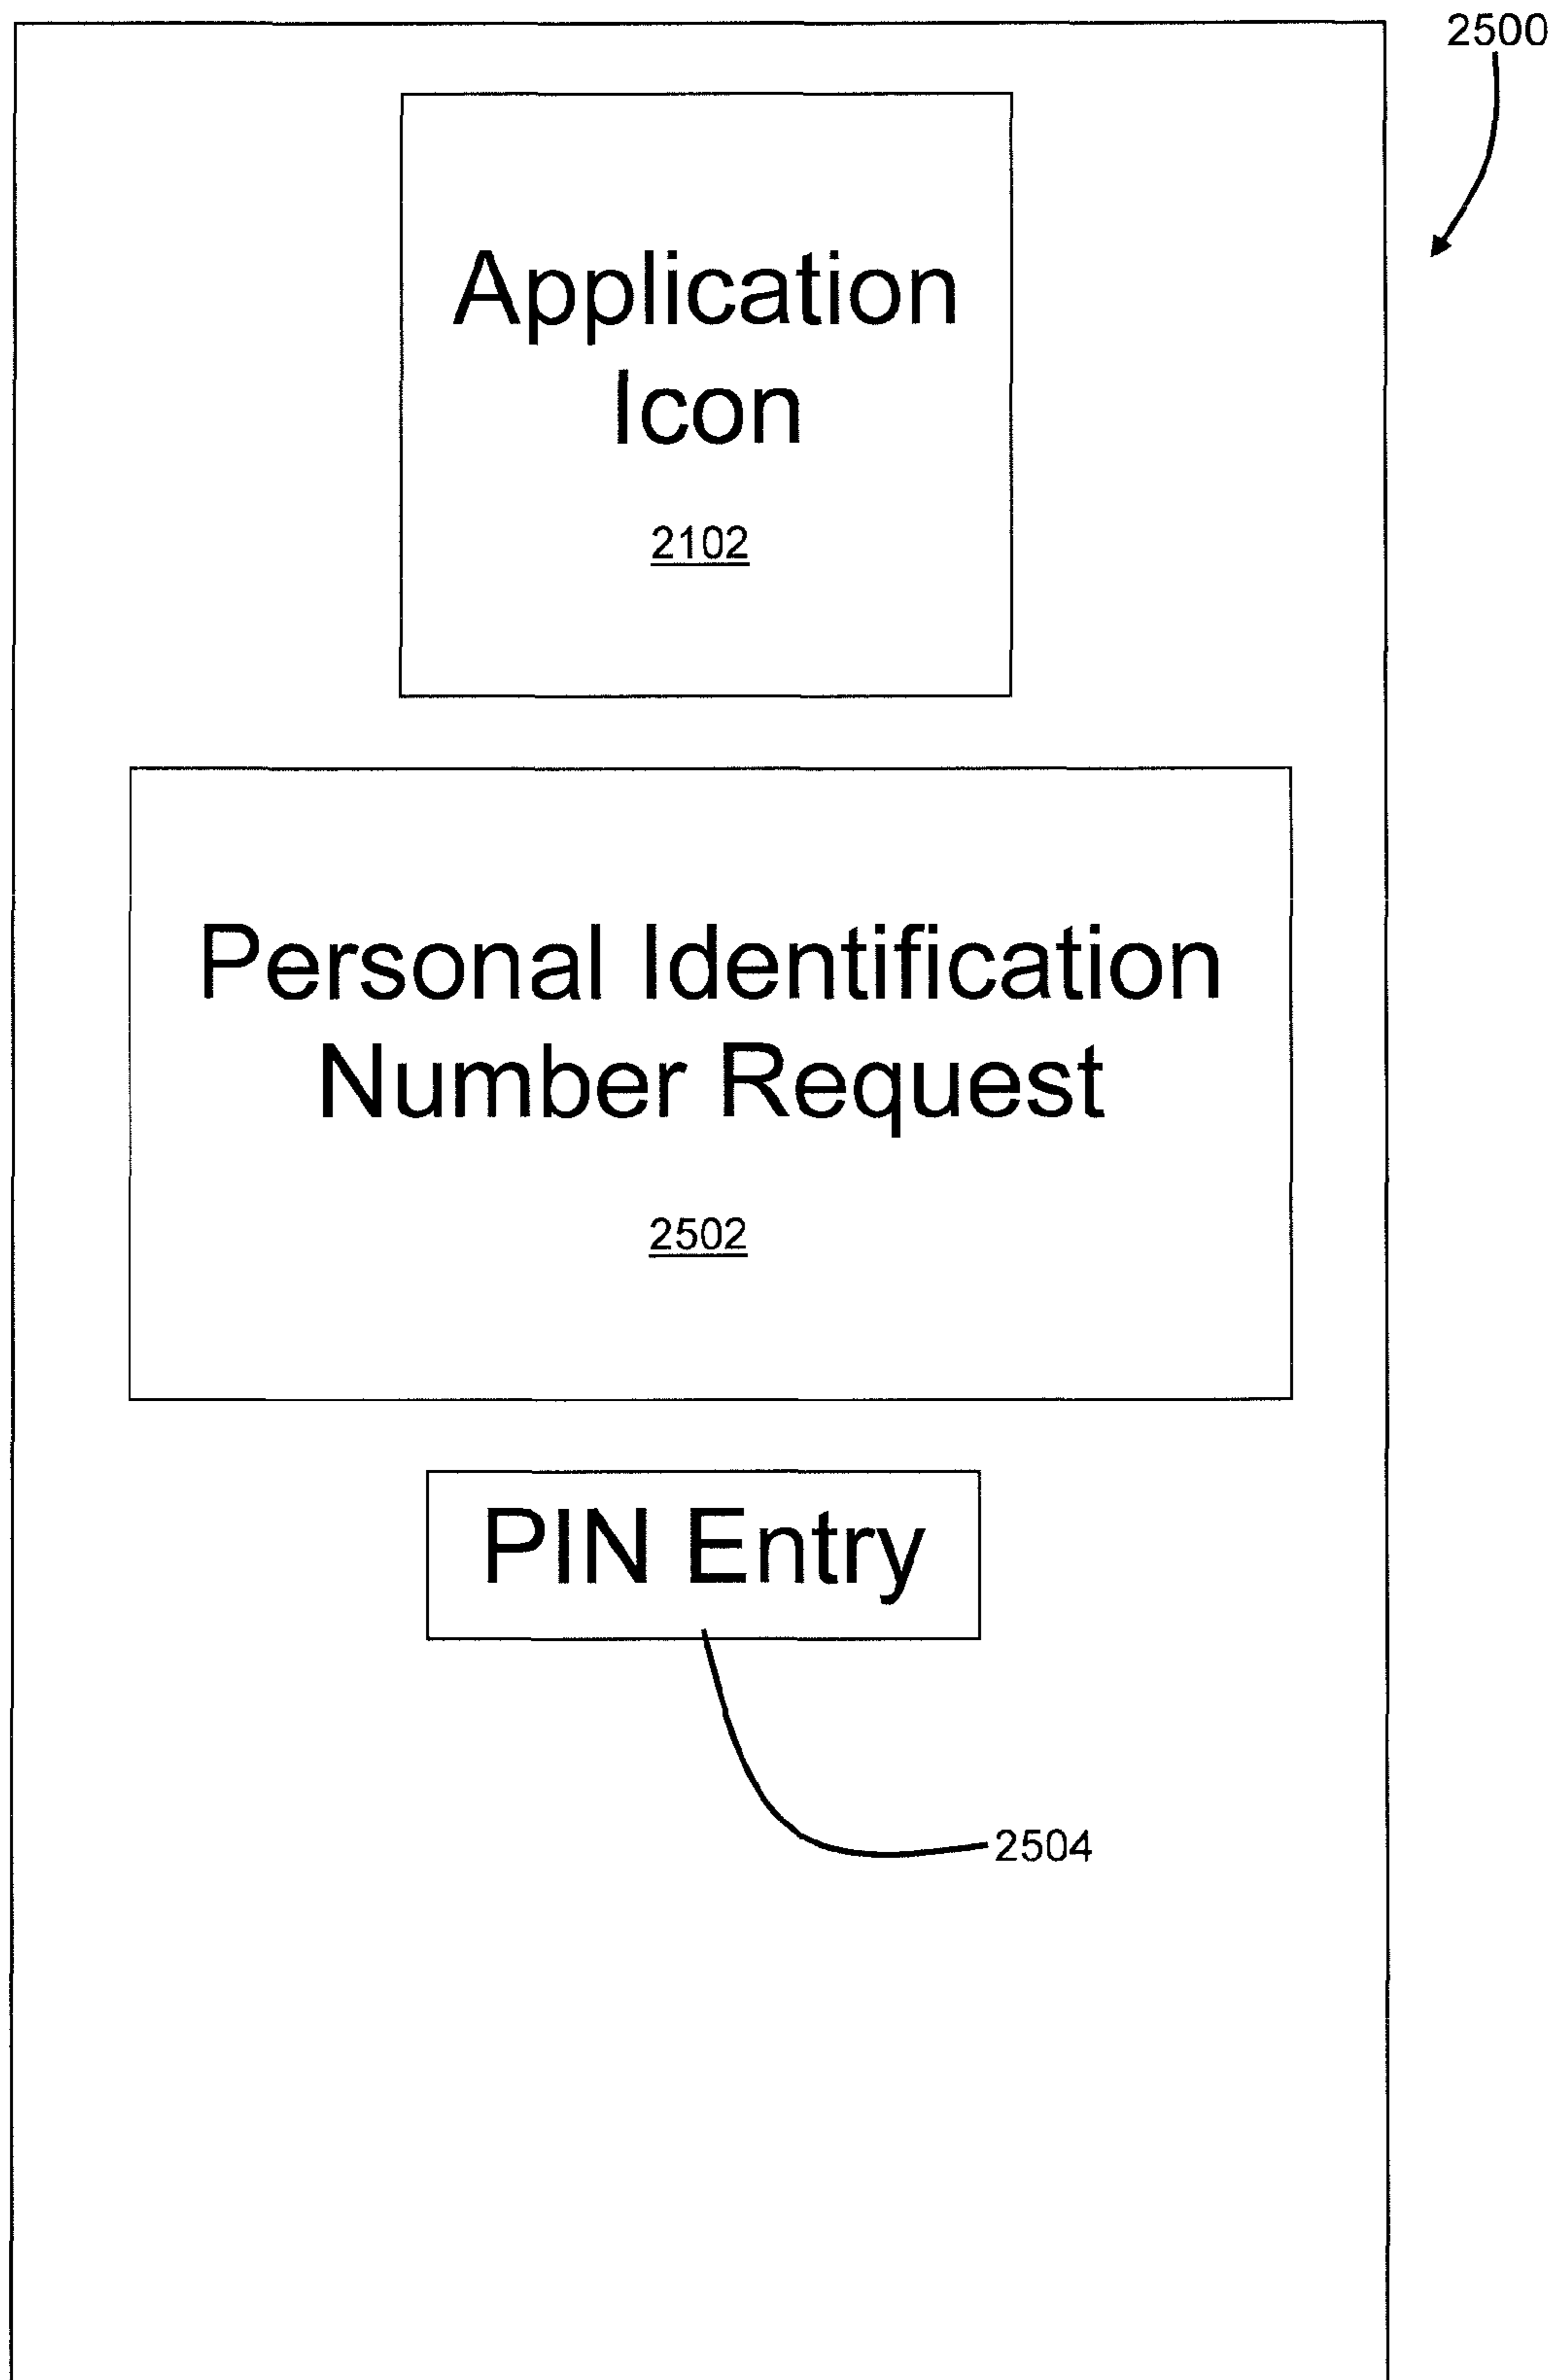 2500
Application
Icon
2102
Personal Identification
Number Request
2502
PIN Entry
2504